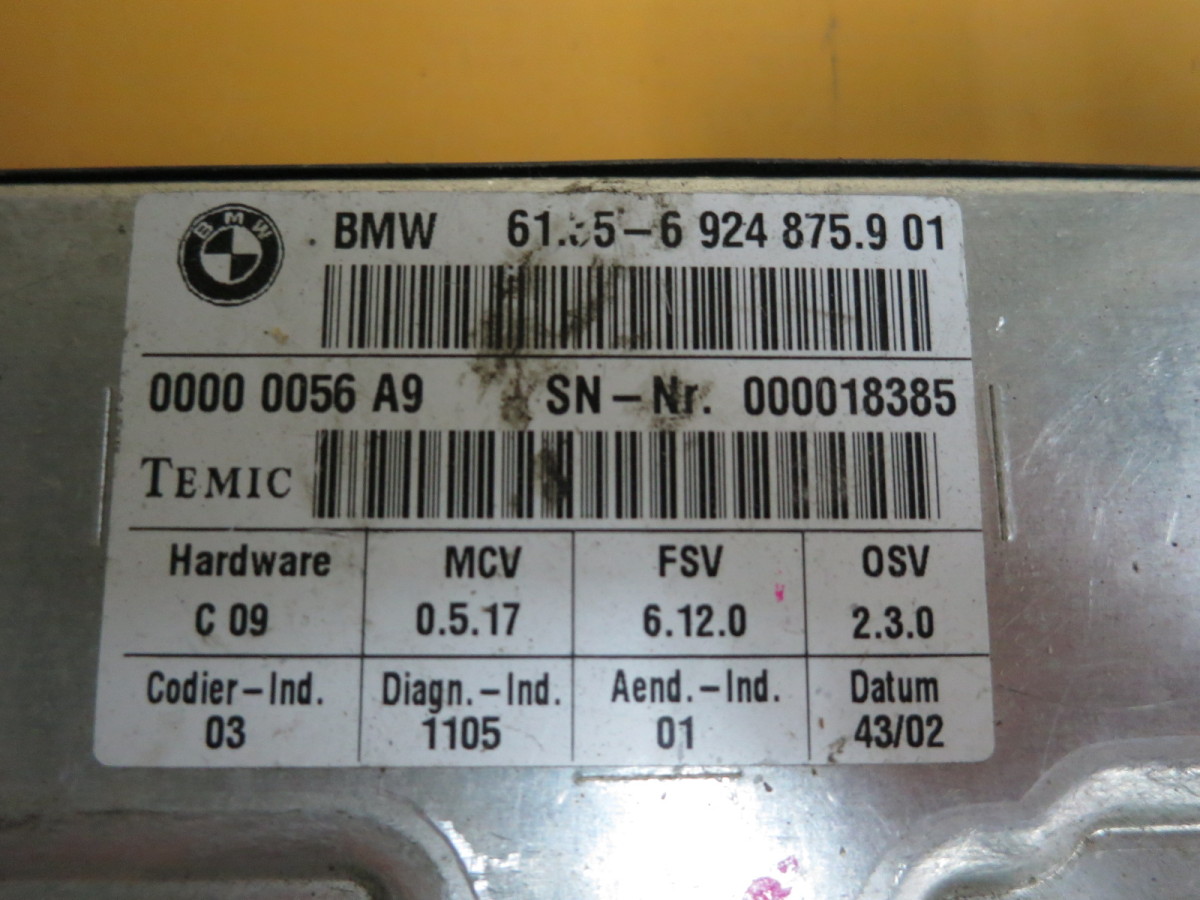 BMW
BMW 6 924 875.9 01
0000 0056 A9 SN-Nr. 000018385
TEMIC
Hardware MCV FSV OSV
C 09 0.5.17 6.12.0 2.3.0
Codier-Ind. Diagn.-Ind. Aend.-Ind. Datum
03 1105 01 43/02